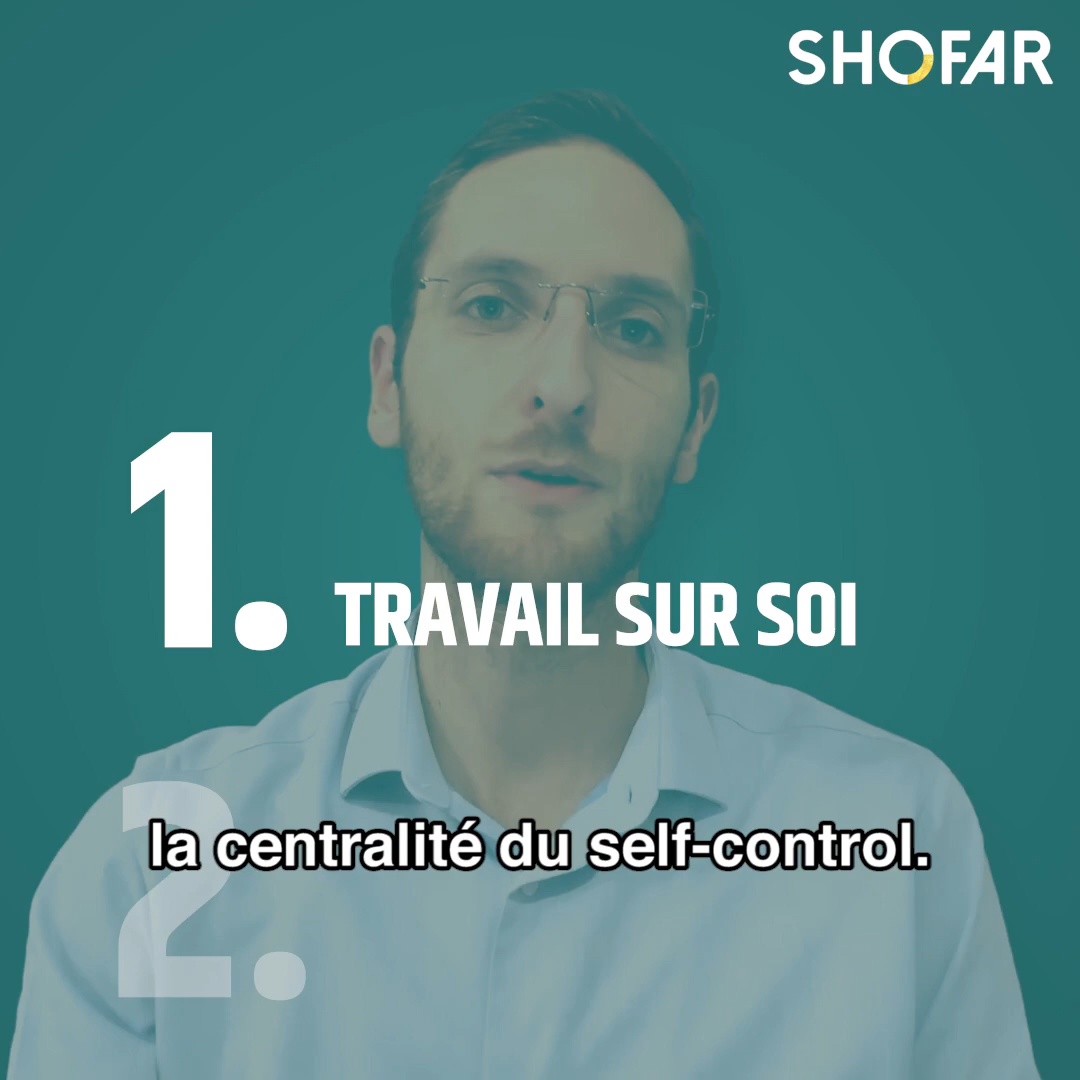 SHOFAR
1. TRAVAIL SUR SOI
la centralité du self-control.
2.